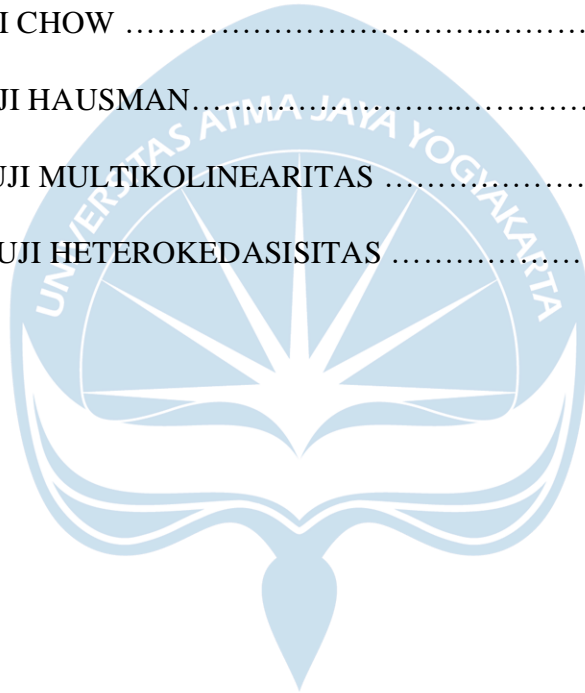 I CHOW ……………………………..………
JI HAUSMAN…………………….…………
UJI MULTIKOLINEARITAS ………………
UJI HETEROKEDASISITAS ………………
UNIVERSITAS ATMA JAYA YOGYAKARTA